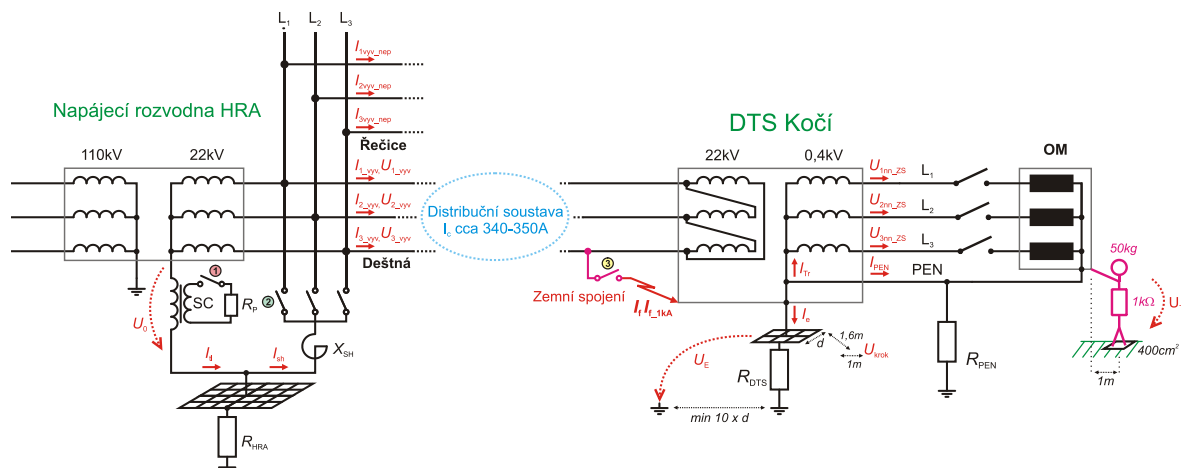 L1 L2 L3
I1vyv_nep
I2vyv_nep
I3vyv_nep
Napájecí rozvodna HRA
Řečice
DTS Kočí
110kV 22kV
22kV 0,4kV OM
I1_vyv, U1_vyv
I2_vyv, U2_vyv
I3_vyv, U3_vyv
Deštná
Distribuční soustava
Ic cca 340-350A
U1nn_ZS L1
U2nn_ZS L2
U3nn_ZS L3
IPEN PEN
ITr
50kg
1
SC RP
U0
2
XSH
3
Zemní spojení
If If_1kA
Ie
1kΩ
400cm²
1m
d 1,6m
1m
Ukrok
UE
RDTS
RPEN
min 10 x d
Ish
RHRA